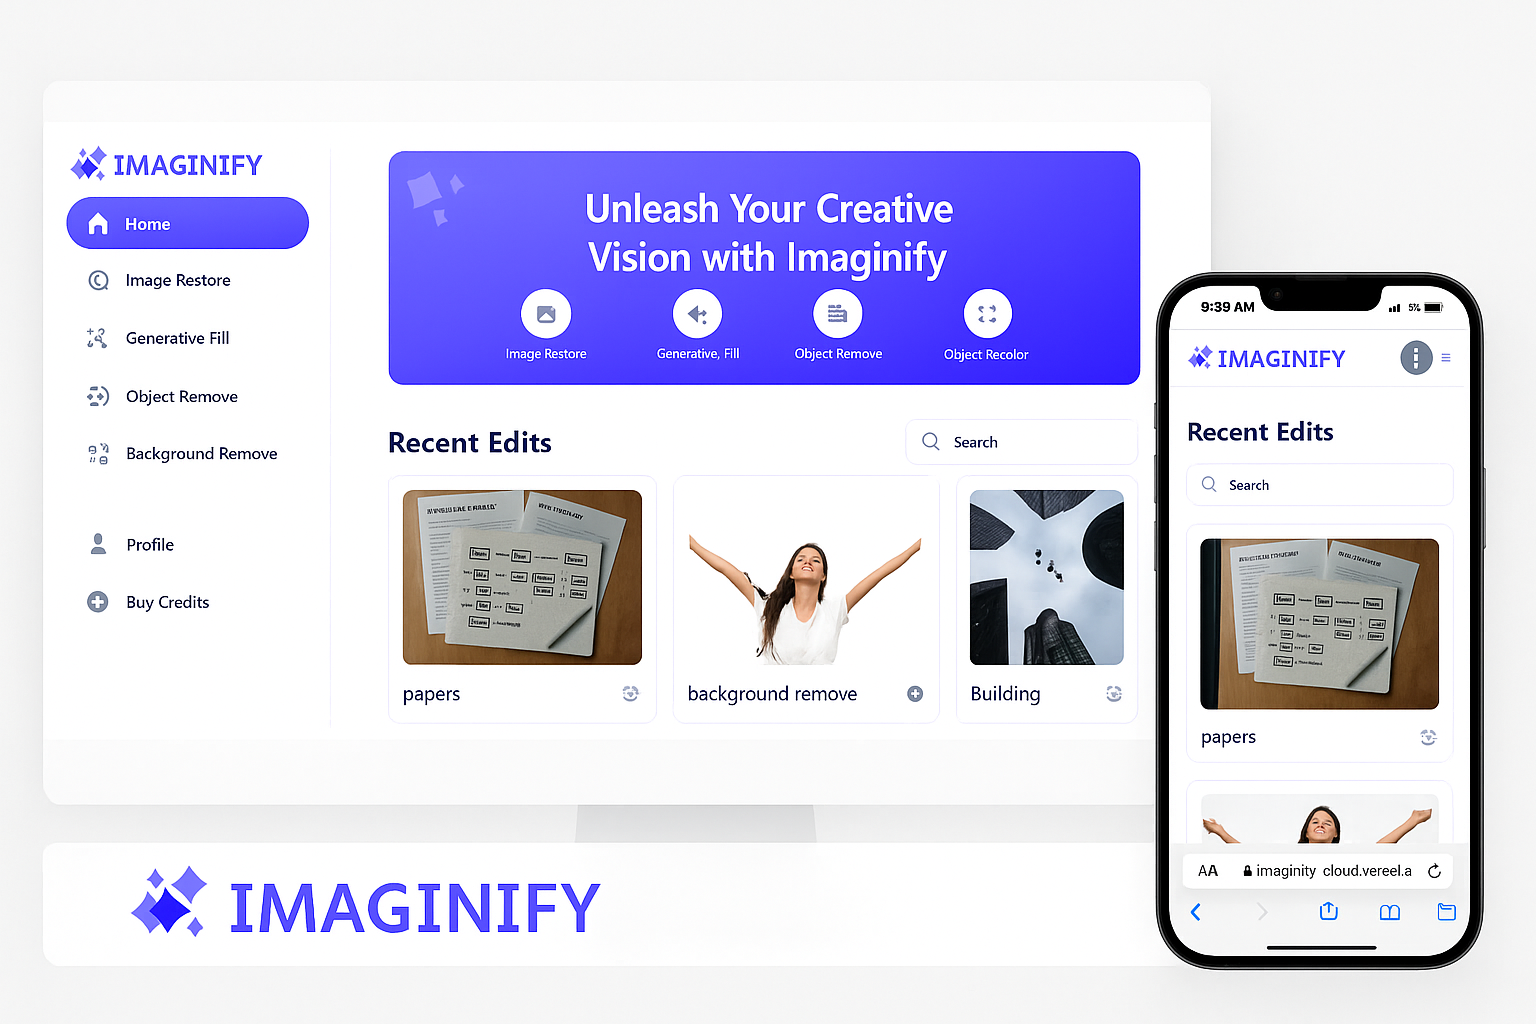 IMAGINIFY
Home
Image Restore
Generative Fill
Object Remove
Background Remove
Profile
Buy Credits
Unleash Your Creative
Vision with Imaginify
Image Restore
Generative, Fill
Object Remove
Object Recolor
Recent Edits
Search
papers
background remove
Building
IMAGINIFY
9:39 AM
5%
IMAGINIFY
Recent Edits
Search
papers
AA
imaginity cloud.vereel.a